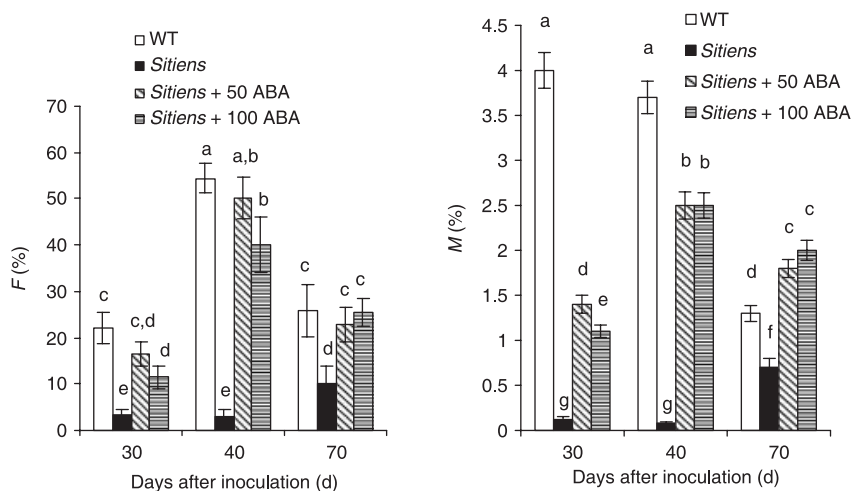 WT
Sitiens
Sitiens + 50 ABA
Sitiens + 100 ABA
70
60
50
40
30
20
10
0
F (%)
c
e
c,d
d
a
e
a,b
b
c
d
c
c
30
40
70
Days after inoculation (d)
WT
Sitiens
Sitiens + 50 ABA
Sitiens + 100 ABA
4.5
4
3.5
3
2.5
2
1.5
1
0.5
0
M (%)
a
g
d
e
a
g
b
b
d
f
c
c
30
40
70
Days after inoculation (d)